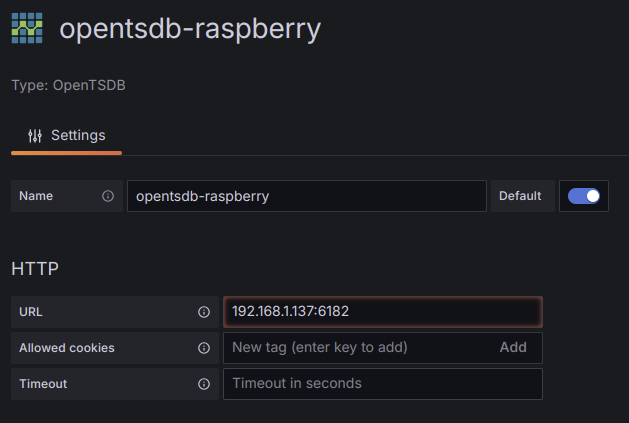 opentsdb-raspberry
Type: OpenTSDB
Settings
Name opentsdb-raspberry Default
HTTP
URL 192.168.1.137:6182
Allowed cookies New tag (enter key to add) Add
Timeout Timeout in seconds